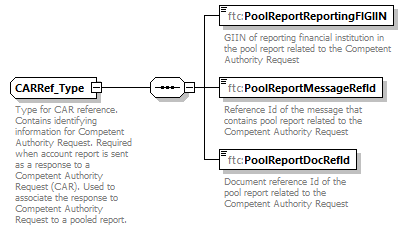 ftc:PoolReportReportingFIGIIN
GIIN of reporting financial institution in
the pool report related to the Competent
Authority Request
CARRef_Type
Type for CAR reference.
Contains identifying
information for Competent
Authority Request. Required
when account report is sent
as a response to a
Competent Authority
Request (CAR). Used to
associate the response to
Competent Authority
Request to a pooled report.
ftc:PoolReportMessageRefId
Reference Id of the message that
contains pool report related to the
Competent Authority Request
ftc:PoolReportDocRefId
Document reference Id of the
pool report related to the
Competent Authority Request